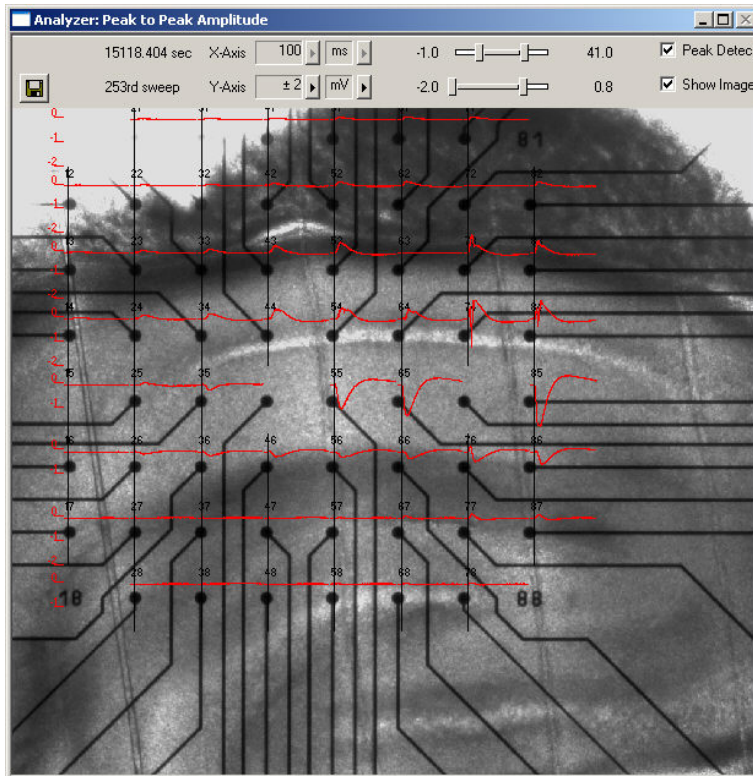 Analyzer: Peak to Peak Amplitude
15118.404 sec X-Axis 100 ms -1.0 41.0 Peak Detec
253rd sweep Y-Axis ± 2 mV -2.0 0.8 Show Image
81
12 22 32 42 52 62 72 82
23 33 43 53 63
24 34 44 54 64
25 35 55 65 85
16 26 36 46 56 66 76 86
17 27 37 47 57 67 77 87
28 38 48 58 68 78
18 88